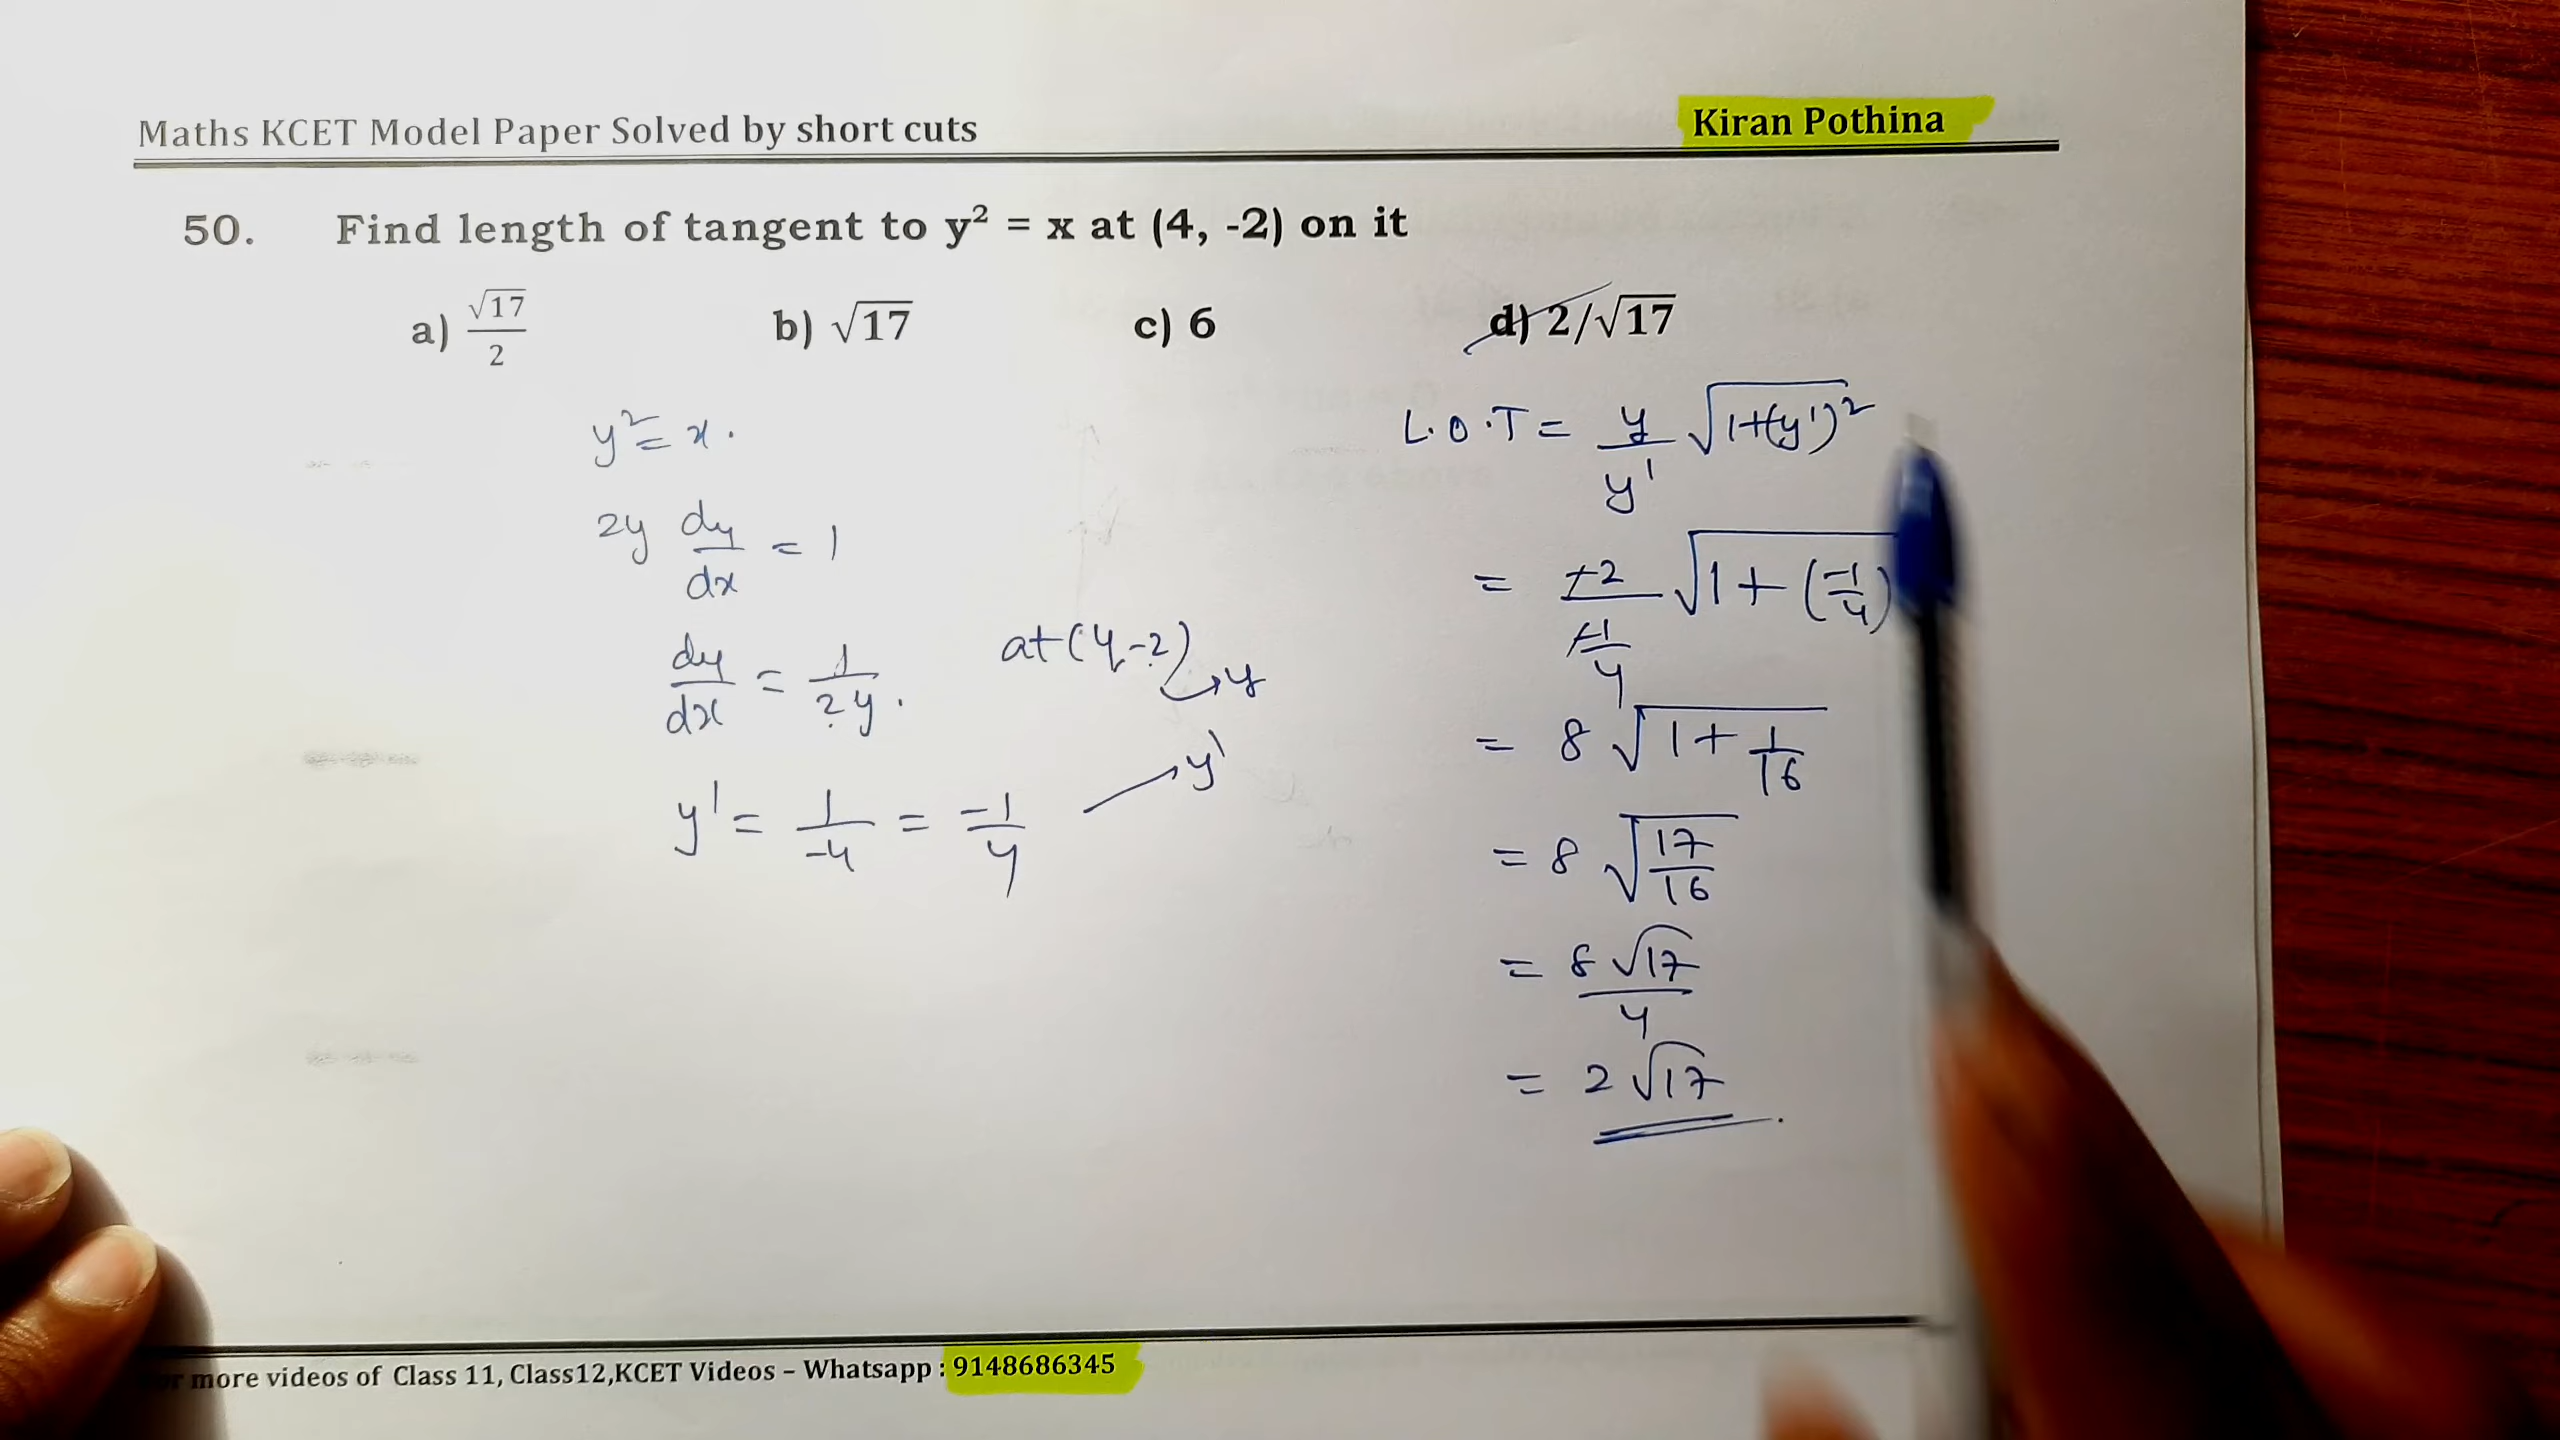 Maths KCET Model Paper Solved by short cuts
Kiran Pothina
50. Find length of tangent to y² = x at (4, -2) on it
a) √17/2 b) √17 c) 6 d) 2/√17
y² = x.
2y dy/dx = 1
dy/dx = 1/2y.
at (4,-2)
→ y
y' = 1/-4 = -1/4
→ y'
L.O.T = y/y' √1+(y')²
= -2/(-1/4) √1 + (-1/4)
= 8 √1 + 1/16
= 8 √17/16
= 8√17/4
= 2√17
more videos of Class 11, Class12,KCET Videos – Whatsapp : 9148686345